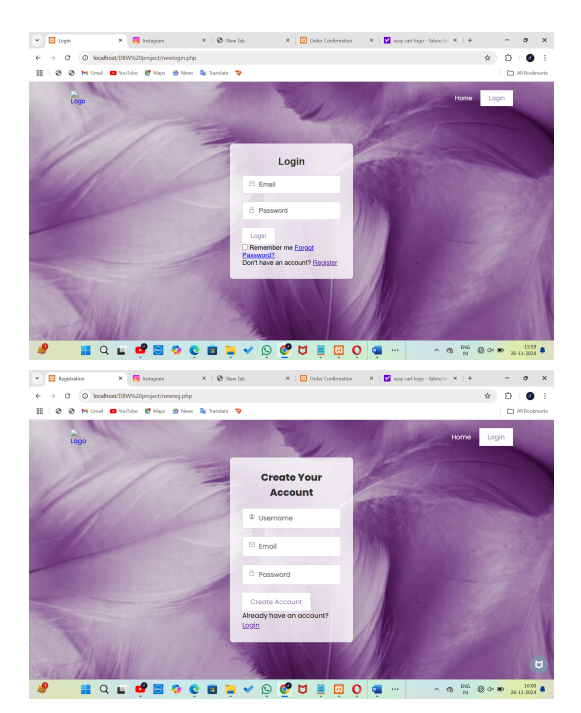 Login
Instagram
New Tab
Order Confirmation
easy cart logo - Yahoo
localhost/DBW%20project/newlogin.php
Gmail
YouTube
Maps
News
Translate
All Bookmarks
Logo
Home
Login
Login
Email
Password
Login
Remember me Forgot
Password?
Don't have an account? Register
ENG
IN
15:59
26-11-2024
Registration
Instagram
New Tab
Order Confirmation
easy cart logo - Yahoo
localhost/DBW%20project/newreg.php
Gmail
YouTube
Maps
News
Translate
All Bookmarks
Logo
Home
Login
Create Your
Account
Username
Email
Password
Create Account
Already have an account?
Login
ENG
IN
16:00
26-11-2024